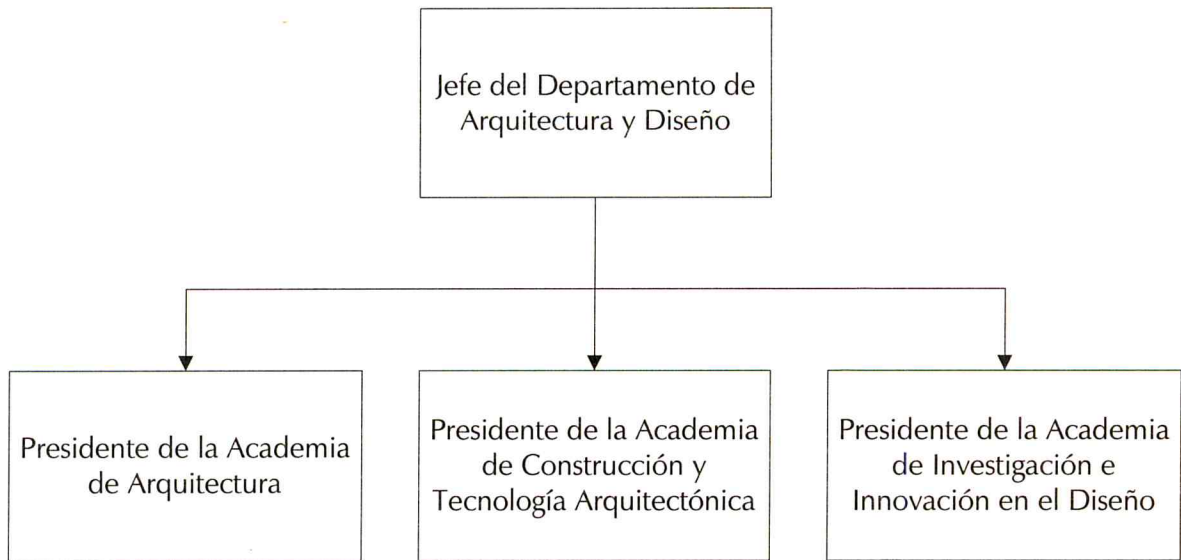 Jefe del Departamento de
Arquitectura y Diseño
Presidente de la Academia
de Arquitectura
Presidente de la Academia
de Construcción y
Tecnología Arquitectónica
Presidente de la Academia
de Investigación e
Innovación en el Diseño